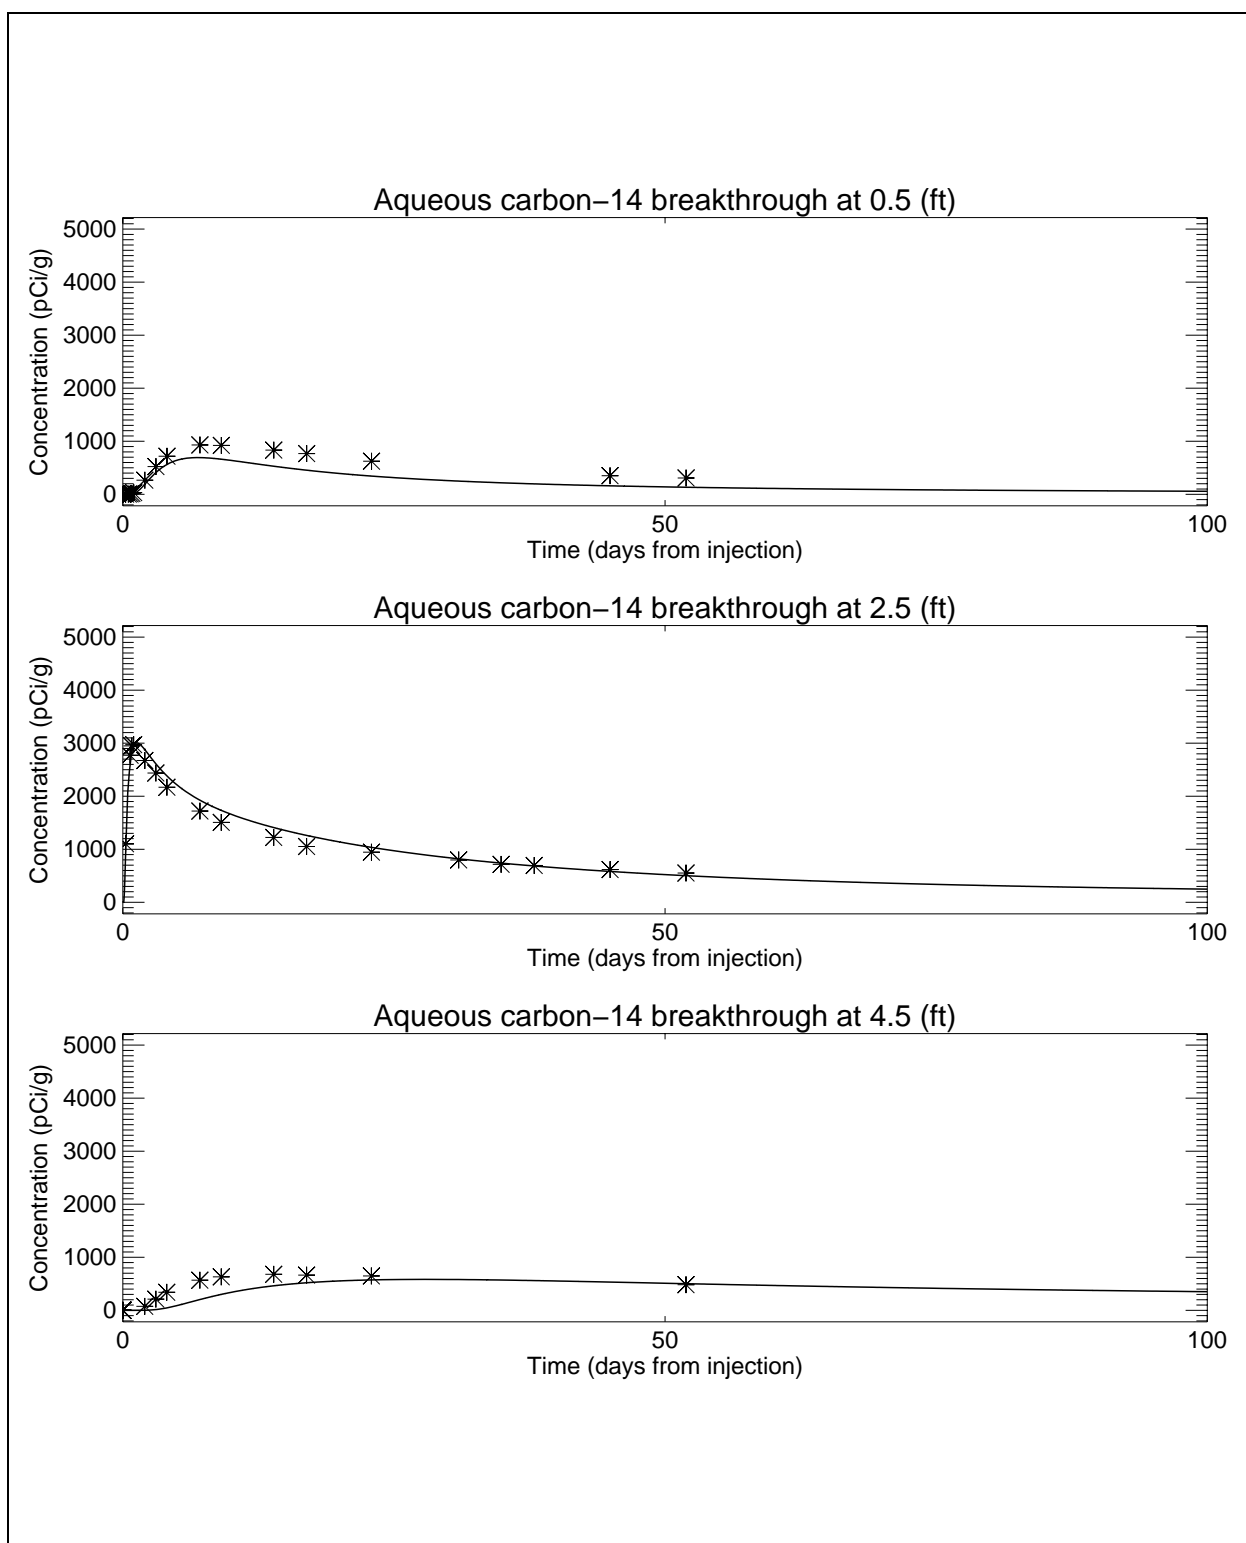 Aqueous carbon−14 breakthrough at 0.5 (ft)
Concentration (pCi/g)
5000
4000
3000
2000
1000
0
0 50 100
Time (days from injection)
Aqueous carbon−14 breakthrough at 2.5 (ft)
Concentration (pCi/g)
5000
4000
3000
2000
1000
0
0 50 100
Time (days from injection)
Aqueous carbon−14 breakthrough at 4.5 (ft)
Concentration (pCi/g)
5000
4000
3000
2000
1000
0
0 50 100
Time (days from injection)